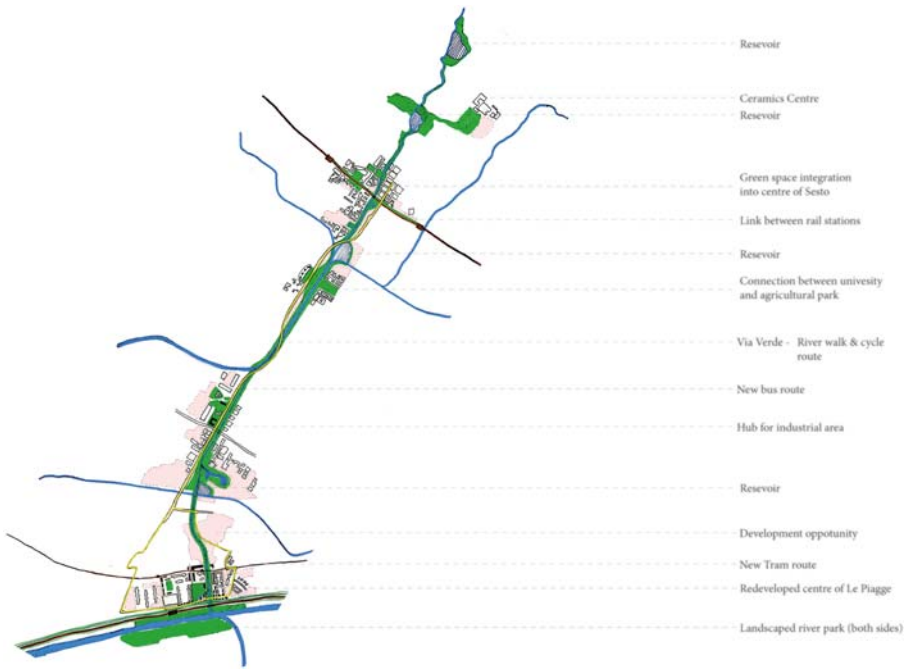 Resevoir
Ceramics Centre
Resevoir
Green space integration
into centre of Sesto
Link between rail stations
Resevoir
Connection between univesity
and agricultural park
Via Verde - River walk & cycle
route
New bus route
Hub for industrial area
Resevoir
Development oppotunity
New Tram route
Redeveloped centre of Le Piagge
Landscaped river park (both sides)